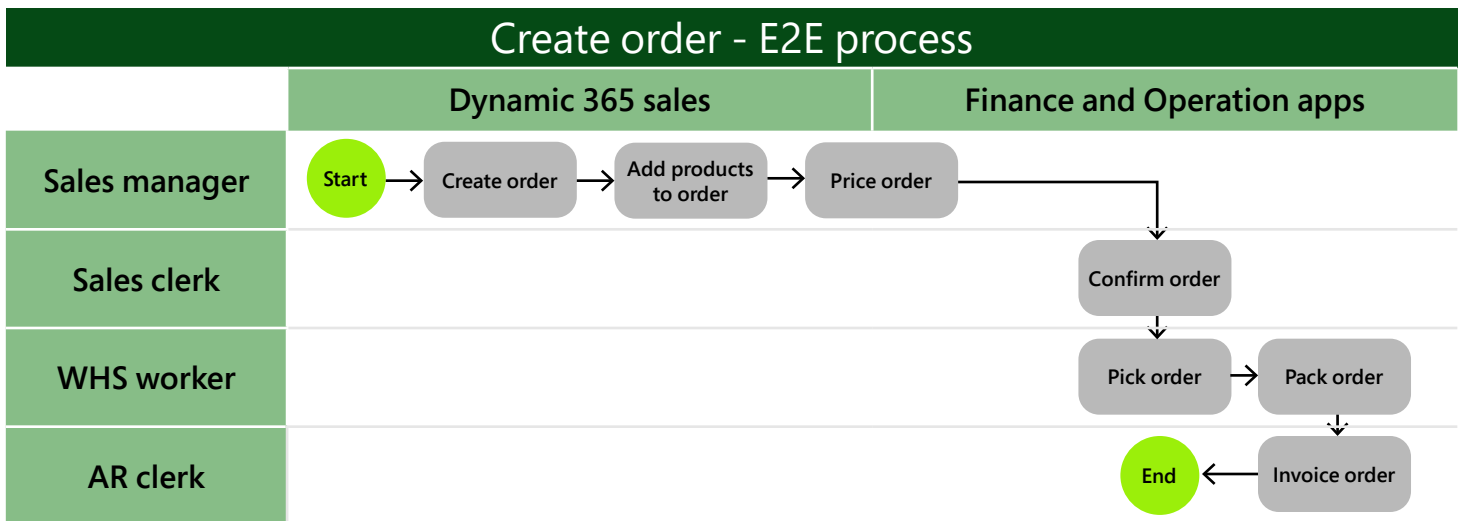 Create order - E2E process
Dynamic 365 sales
Finance and Operation apps
Sales manager
Start
Create order
Add products
to order
Price order
Sales clerk
Confirm order
WHS worker
Pick order
Pack order
AR clerk
End
Invoice order